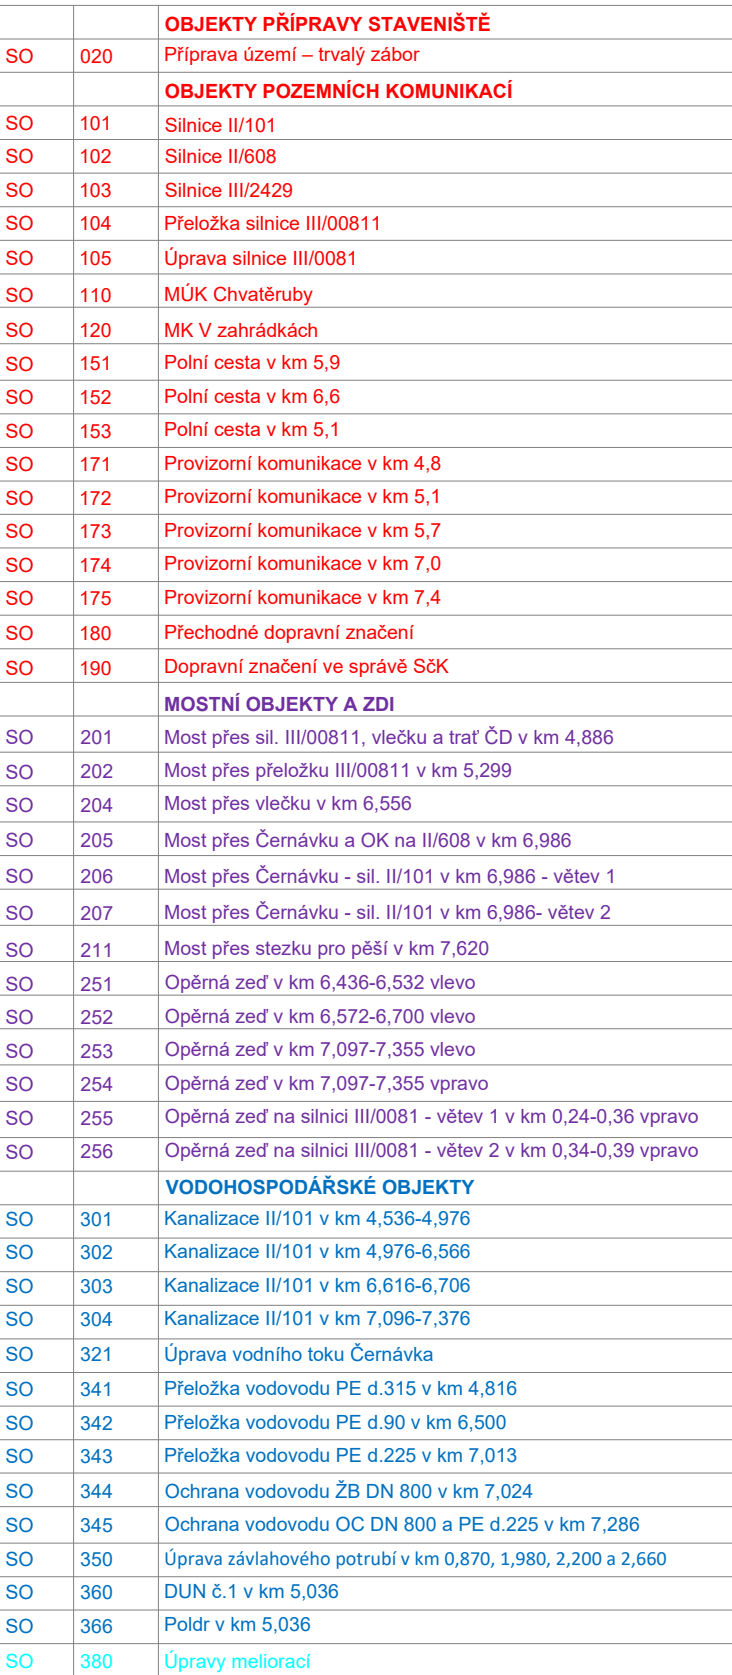 OBJEKTY PŘÍPRAVY STAVENIŠTĚ
SO 020 Příprava území – trvalý zábor
OBJEKTY POZEMNÍCH KOMUNIKACÍ
SO 101 Silnice II/101
SO 102 Silnice II/608
SO 103 Silnice III/2429
SO 104 Přeložka silnice III/00811
SO 105 Úprava silnice III/0081
SO 110 MÚK Chvatěruby
SO 120 MK V zahrádkách
SO 151 Polní cesta v km 5,9
SO 152 Polní cesta v km 6,6
SO 153 Polní cesta v km 5,1
SO 171 Provizorní komunikace v km 4,8
SO 172 Provizorní komunikace v km 5,1
SO 173 Provizorní komunikace v km 5,7
SO 174 Provizorní komunikace v km 7,0
SO 175 Provizorní komunikace v km 7,4
SO 180 Přechodné dopravní značení
SO 190 Dopravní značení ve správě SčK
MOSTNÍ OBJEKTY A ZDI
SO 201 Most přes sil. III/00811, vlečku a trať ČD v km 4,886
SO 202 Most přes přeložku III/00811 v km 5,299
SO 204 Most přes vlečku v km 6,556
SO 205 Most přes Černávku a OK na II/608 v km 6,986
SO 206 Most přes Černávku - sil. II/101 v km 6,986 - větev 1
SO 207 Most přes Černávku - sil. II/101 v km 6,986- větev 2
SO 211 Most přes stezku pro pěší v km 7,620
SO 251 Opěrná zeď v km 6,436-6,532 vlevo
SO 252 Opěrná zeď v km 6,572-6,700 vlevo
SO 253 Opěrná zeď v km 7,097-7,355 vlevo
SO 254 Opěrná zeď v km 7,097-7,355 vpravo
SO 255 Opěrná zeď na silnici III/0081 - větev 1 v km 0,24-0,36 vpravo
SO 256 Opěrná zeď na silnici III/0081 - větev 2 v km 0,34-0,39 vpravo
VODOHOSPODÁŘSKÉ OBJEKTY
SO 301 Kanalizace II/101 v km 4,536-4,976
SO 302 Kanalizace II/101 v km 4,976-6,566
SO 303 Kanalizace II/101 v km 6,616-6,706
SO 304 Kanalizace II/101 v km 7,096-7,376
SO 321 Úprava vodního toku Černávka
SO 341 Přeložka vodovodu PE d.315 v km 4,816
SO 342 Přeložka vodovodu PE d.90 v km 6,500
SO 343 Přeložka vodovodu PE d.225 v km 7,013
SO 344 Ochrana vodovodu ŽB DN 800 v km 7,024
SO 345 Ochrana vodovodu OC DN 800 a PE d.225 v km 7,286
SO 350 Úprava závlahového potrubí v km 0,870, 1,980, 2,200 a 2,660
SO 360 DUN č.1 v km 5,036
SO 366 Poldr v km 5,036
SO 380 Úpravy meliorací